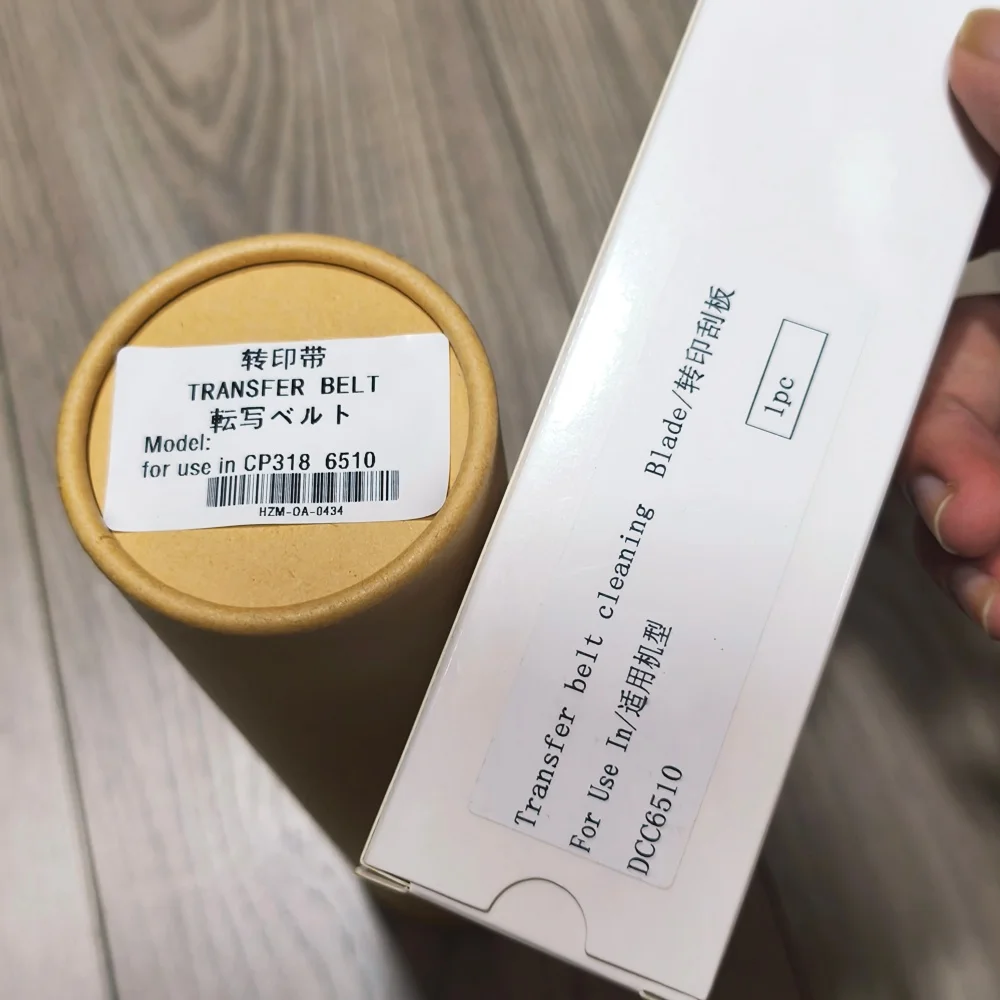 转印带
TRANSFER BELT
転写ベルト
Model:
for use in CP318 6510
HZM-OA-0434
Transfer belt cleaning Blade/转印刮板
For Use In/适用机型
DCC6510
1pc